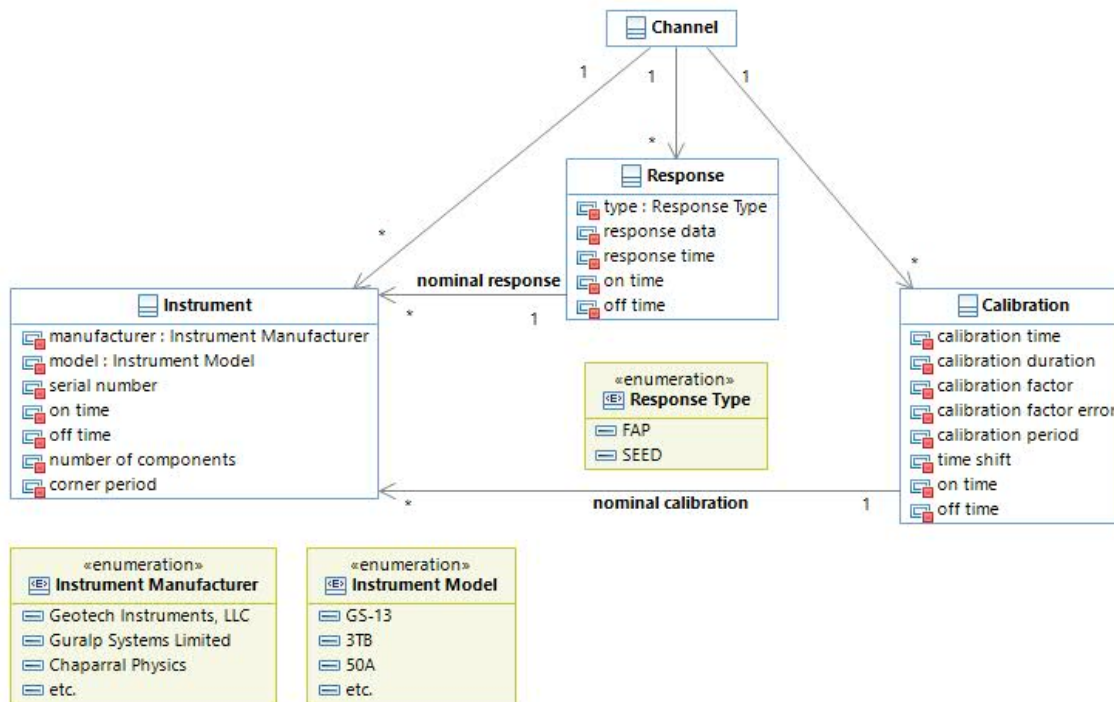 Channel
1
1
1
*
*
*
Response
type : Response Type
response data
response time
on time
off time
nominal response
*
1
Instrument
manufacturer : Instrument Manufacturer
model : Instrument Model
serial number
on time
off time
number of components
corner period
Calibration
calibration time
calibration duration
calibration factor
calibration factor error
calibration period
time shift
on time
off time
«enumeration»
Response Type
FAP
SEED
*
nominal calibration
1
«enumeration»
Instrument Manufacturer
Geotech Instruments, LLC
Guralp Systems Limited
Chaparral Physics
etc.
«enumeration»
Instrument Model
GS-13
3TB
50A
etc.